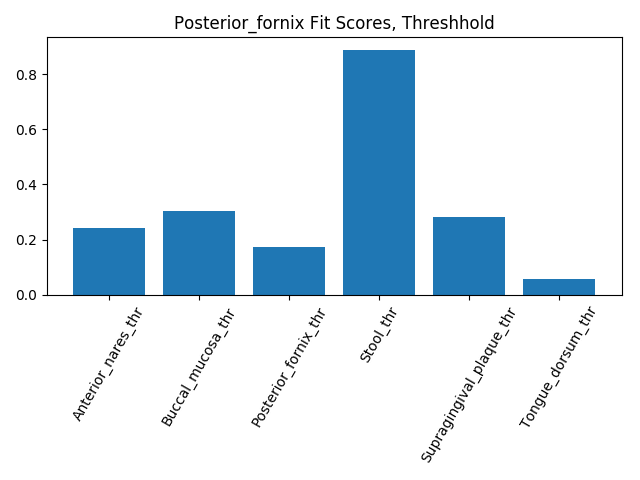 Posterior_fornix Fit Scores, Threshhold
0.8
0.6
0.4
0.2
0.0
Anterior_nares_thr
Buccal_mucosa_thr
Posterior_fornix_thr
Stool_thr
Supragingival_plaque_thr
Tongue_dorsum_thr